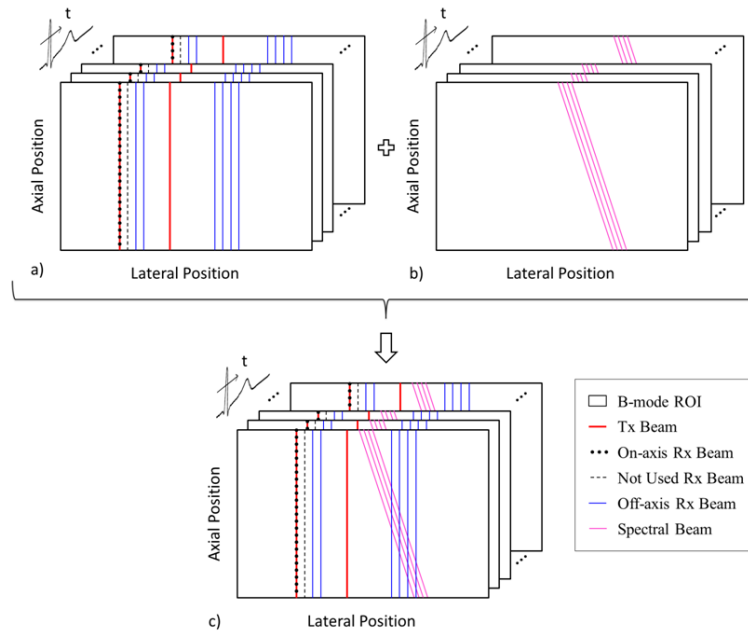 t
t
Axial Position
Axial Position
a)
Lateral Position
b)
Lateral Position
t
Axial Position
c)
Lateral Position
B-mode ROI
Tx Beam
On-axis Rx Beam
Not Used Rx Beam
Off-axis Rx Beam
Spectral Beam